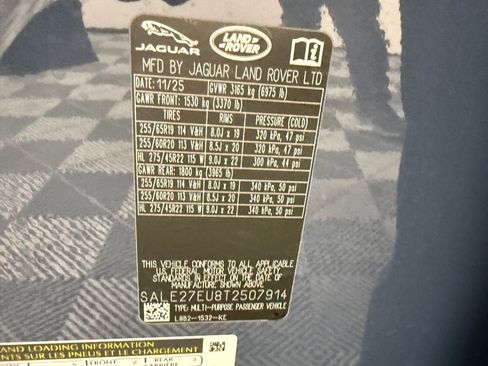 JAGUAR
LAND ROVER
MFD BY JAGUAR LAND ROVER LTD
11/25 GVWR 3165 kg (6975 lb)
GAWR FRONT: 1530 kg (3370 lb)
TIRES RIMS PRESSURE (COLD)
255/65R19 114 V&H 8.0J x 19 320 kPa, 47 psi
255/60R20 113 V&H 8.5J x 20 320 kPa, 47 psi
HL 275/45R22 115 W 9.0J x 22 300 kPa, 44 psi
GAWR REAR: 1800 kg (3965 lb)
255/65R19 114 V&H 8.0J x 19 340 kPa, 50 psi
255/60R20 113 V&H 8.5J x 20 340 kPa, 50 psi
HL 275/45R22 115 W 9.0J x 22 340 kPa, 50 psi
THIS VEHICLE CONFORMS TO ALL APPLICABLE
U.S. FEDERAL MOTOR VEHICLE SAFETY STANDARDS
IN EFFECT ON THE DATE OF
MANUFACTURE SHOWN ABOVE.
SALE27EU8T2507914
TYPE: MULTI-PURPOSE PASSENGER VEHICLE
L8B2-1532-KE
AND LOADING INFORMATION
ENTS SUR LES PNEUS ET LE CHARGEMENT
FRONT
REAR